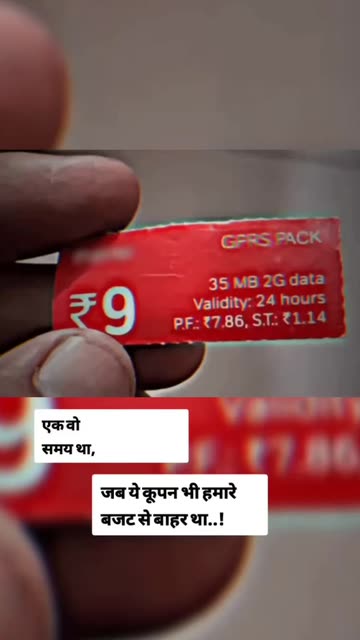 GPRS PACK
₹9
35 MB 2G data
Validity: 24 hours
P.F.: ₹7.86, S.T.: ₹1.14
एक वो
समय था,
जब ये कूपन भी हमारे
बजट से बाहर था..!